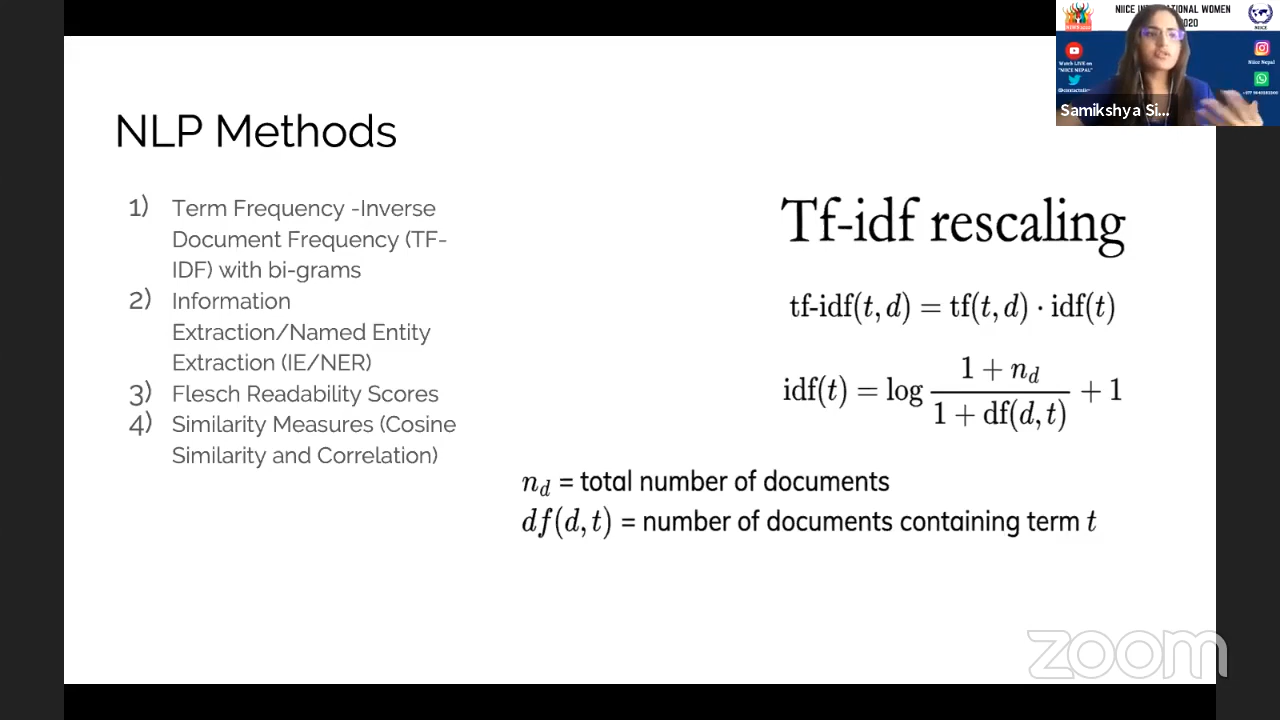 NLP Methods
1) Term Frequency -Inverse
Document Frequency (TF-
IDF) with bi-grams
2) Information
Extraction/Named Entity
Extraction (IE/NER)
3) Flesch Readability Scores
4) Similarity Measures (Cosine
Similarity and Correlation)
Tf-idf rescaling
tf-idf(t, d) = tf(t, d) · idf(t)
idf(t) = log (1 + n_d) / (1 + df(d, t)) + 1
n_d = total number of documents
df(d, t) = number of documents containing term t
NIICE
Watch LIVE on
"NIICE NEPAL"
Niice Nepal
Samikshya Si...
zoom